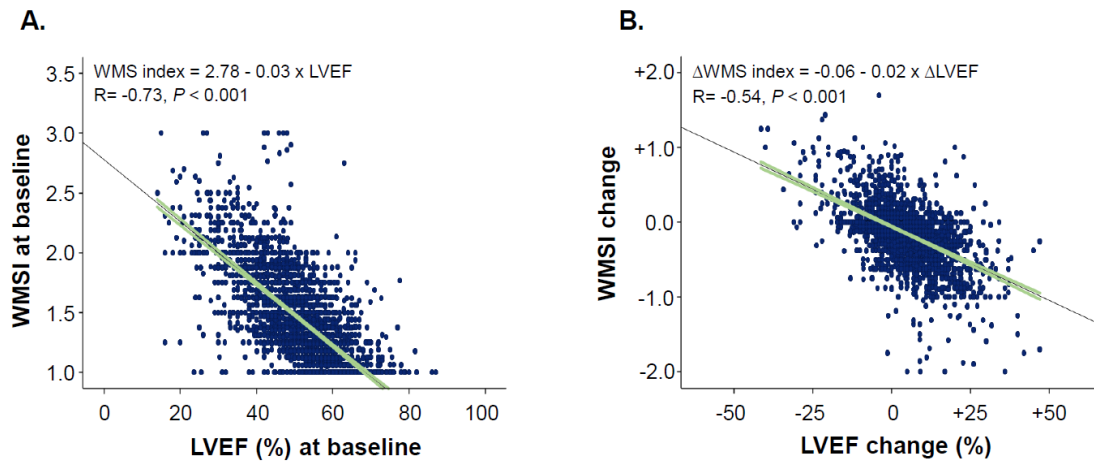 A.
WMS index = 2.78 - 0.03 x LVEF
R= -0.73, P < 0.001
WMSI at baseline
3.5
3.0
2.5
2.0
1.5
1.0
0 20 40 60 80 100
LVEF (%) at baseline
B.
ΔWMS index = -0.06 - 0.02 x ΔLVEF
R= -0.54, P < 0.001
WMSI change
+2.0
+1.0
0.0
-1.0
-2.0
-50 -25 0 +25 +50
LVEF change (%)